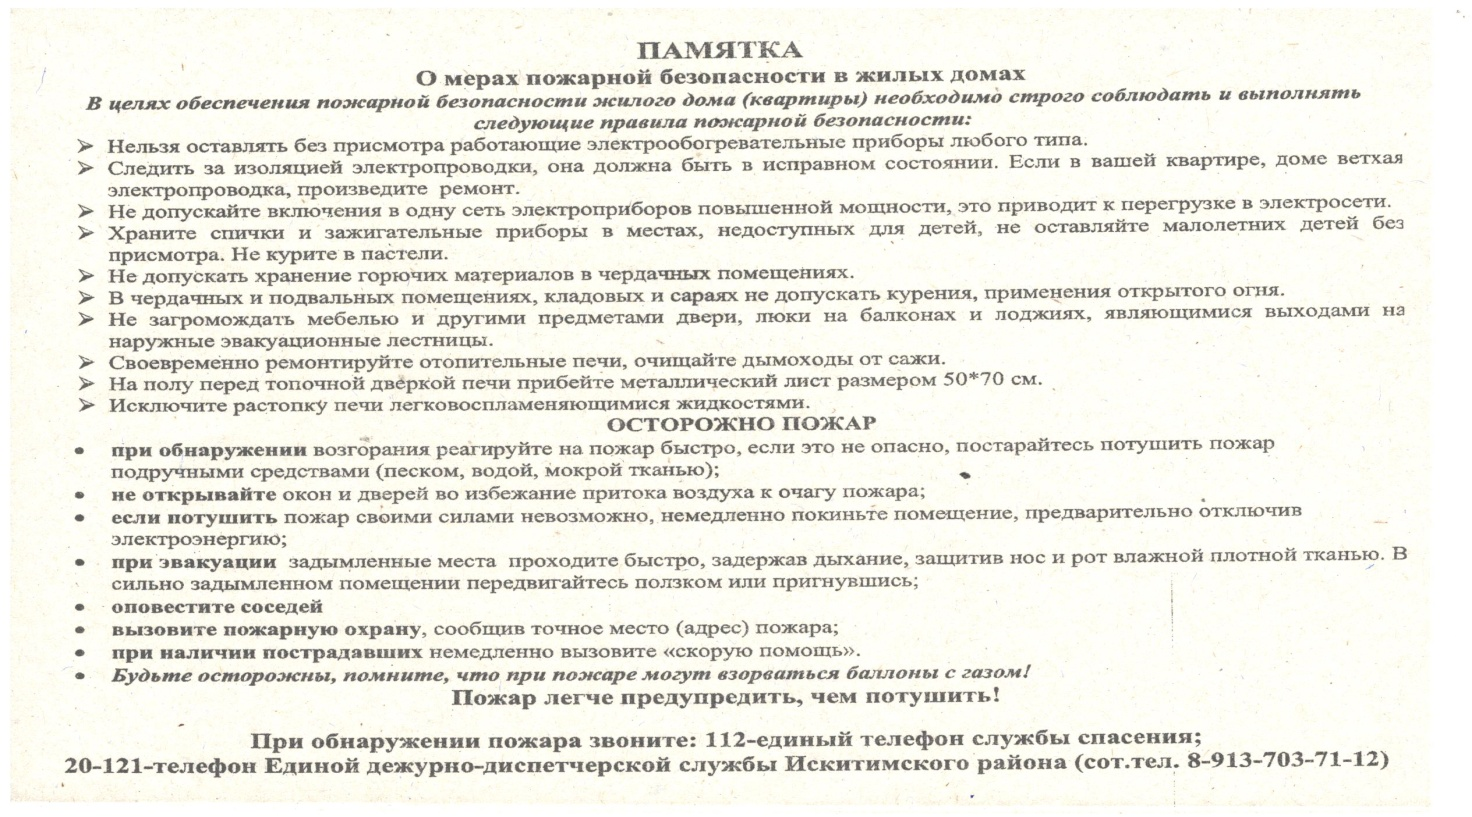 ПАМЯТКА
О мерах пожарной безопасности в жилых домах
В целях обеспечения пожарной безопасности жилого дома (квартиры) необходимо строго соблюдать и выполнять
следующие правила пожарной безопасности:
➢ Нельзя оставлять без присмотра работающие электрообогревательные приборы любого типа.
➢ Следить за изоляцией электропроводки, она должна быть в исправном состоянии. Если в вашей квартире, доме ветхая
электропроводка, произведите ремонт.
➢ Не допускайте включения в одну сеть электроприборов повышенной мощности, это приводит к перегрузке в электросети.
➢ Храните спички и зажигательные приборы в местах, недоступных для детей, не оставляйте малолетних детей без
присмотра. Не курите в пастели.
➢ Не допускать хранение горючих материалов в чердачных помещениях.
➢ В чердачных и подвальных помещениях, кладовых и сараях не допускать курения, применения открытого огня.
➢ Не загромождать мебелью и другими предметами двери, люки на балконах и лоджиях, являющимися выходами на
наружные эвакуационные лестницы.
➢ Своевременно ремонтируйте отопительные печи, очищайте дымоходы от сажи.
➢ На полу перед топочной дверкой печи прибейте металлический лист размером 50*70 см.
➢ Исключите растопку печи легковоспламеняющимися жидкостями.
ОСТОРОЖНО ПОЖАР
• при обнаружении возгорания реагируйте на пожар быстро, если это не опасно, постарайтесь потушить пожар
подручными средствами (песком, водой, мокрой тканью);
• не открывайте окон и дверей во избежание притока воздуха к очагу пожара;
• если потушить пожар своими силами невозможно, немедленно покиньте помещение, предварительно отключив
электроэнергию;
• при эвакуации задымленные места проходите быстро, задержав дыхание, защитив нос и рот влажной плотной тканью. В
сильно задымленном помещении передвигайтесь ползком или пригнувшись;
• оповестите соседей
• вызовите пожарную охрану, сообщив точное место (адрес) пожара;
• при наличии пострадавших немедленно вызовите «скорую помощь».
• Будьте осторожны, помните, что при пожаре могут взорваться баллоны с газом!
Пожар легче предупредить, чем потушить!
При обнаружении пожара звоните: 112-единый телефон службы спасения;
20-121-телефон Единой дежурно-диспетчерской службы Искитимского района (сот.тел. 8-913-703-71-12)